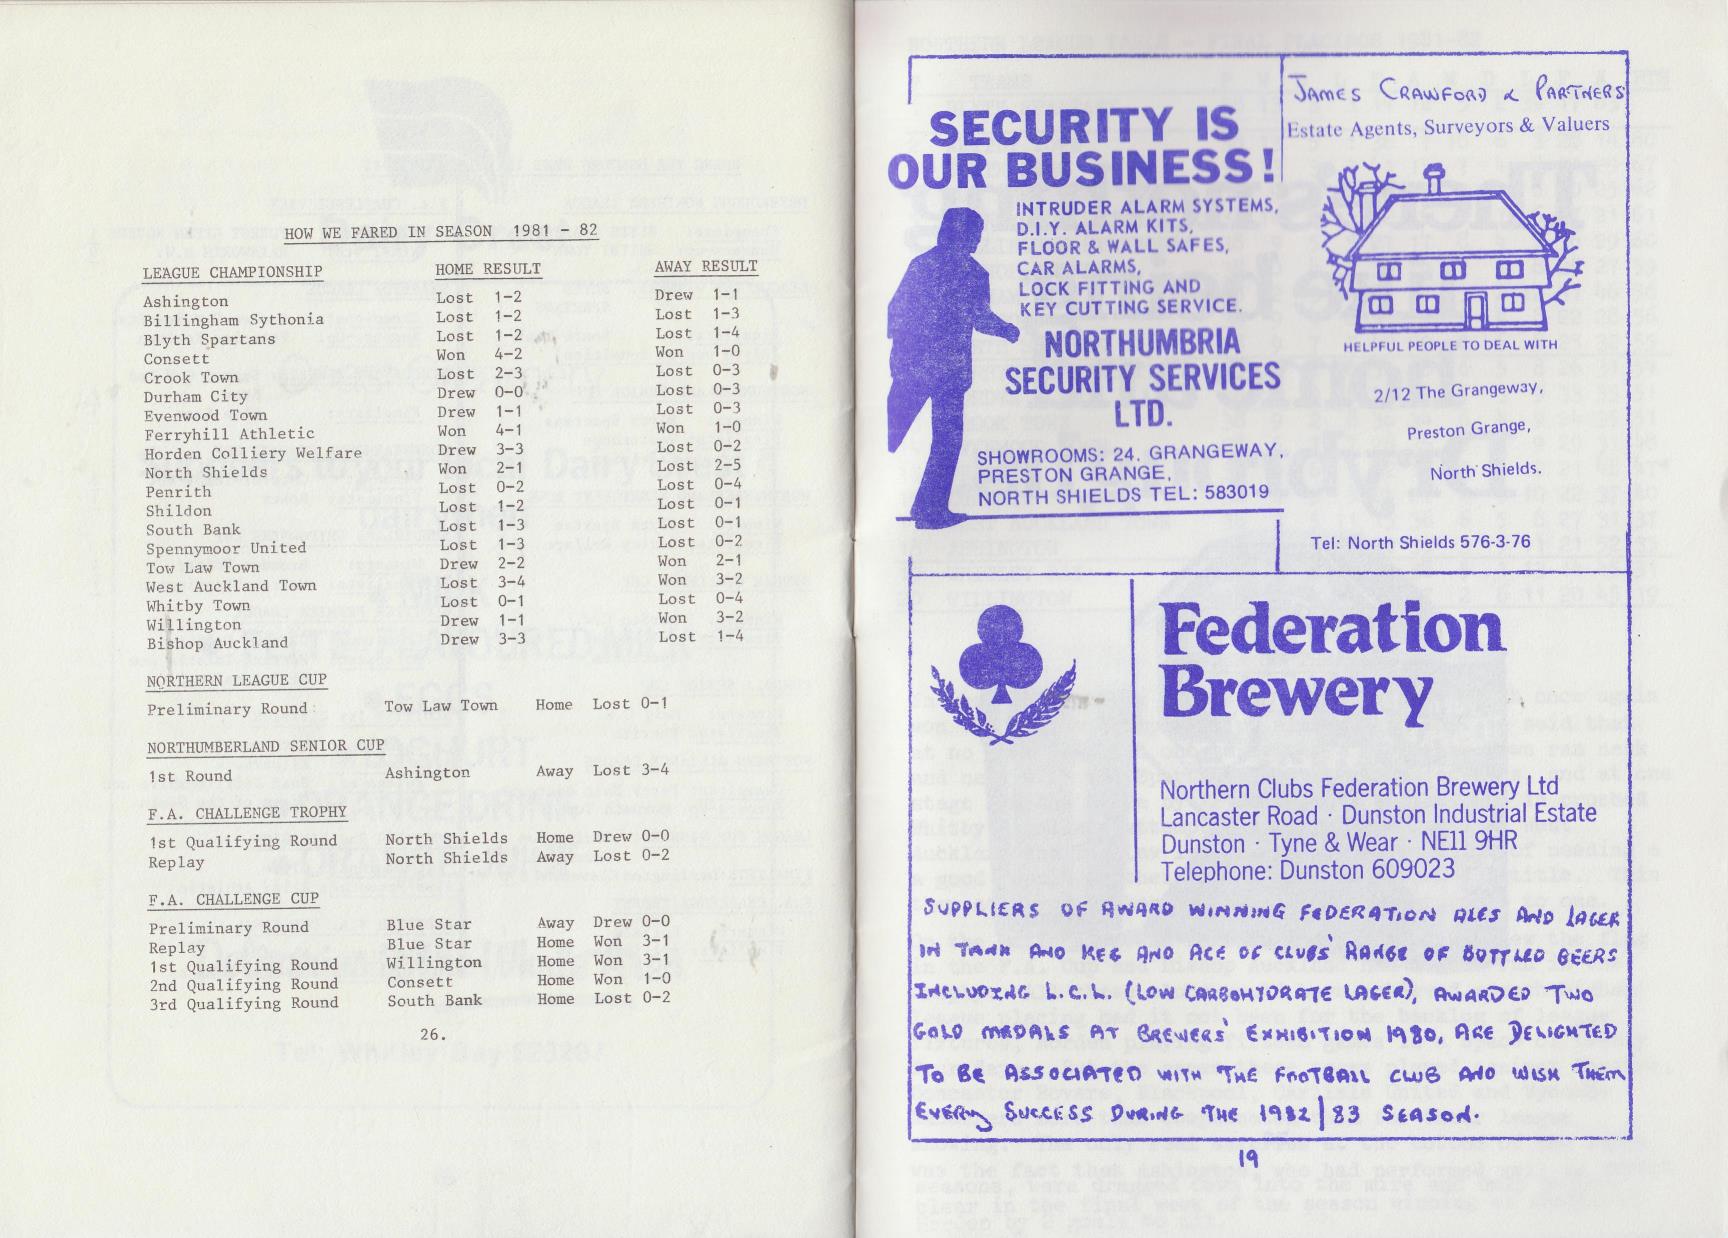 HOW WE FARED IN SEASON 1981 - 82
LEAGUE CHAMPIONSHIP HOME RESULT AWAY RESULT
Ashington Lost 1-2 Drew 1-1
Billingham Sythonia Lost 1-2 Lost 1-3
Blyth Spartans Lost 1-2 Lost 1-4
Consett Won 4-2 Won 1-0
Crook Town Lost 2-3 Lost 0-3
Durham City Drew 0-0 Lost 0-3
Evenwood Town Drew 1-1 Lost 0-3
Ferryhill Athletic Won 4-1 Won 1-0
Horden Colliery Welfare Drew 3-3 Lost 0-2
North Shields Won 2-1 Lost 2-5
Penrith Lost 0-2 Lost 0-4
Shildon Lost 1-2 Lost 0-1
South Bank Lost 1-3 Lost 0-1
Spennymoor United Lost 1-3 Lost 0-2
Tow Law Town Drew 2-2 Won 2-1
West Auckland Town Lost 3-4 Won 3-2
Whitby Town Lost 0-1 Lost 0-4
Willington Drew 1-1 Won 3-2
Bishop Auckland Drew 3-3 Lost 1-4
NORTHERN LEAGUE CUP
Preliminary Round Tow Law Town Home Lost 0-1
NORTHUMBERLAND SENIOR CUP
1st Round Ashington Away Lost 3-4
F.A. CHALLENGE TROPHY
1st Qualifying Round North Shields Home Drew 0-0
Replay North Shields Away Lost 0-2
F.A. CHALLENGE CUP
Preliminary Round Blue Star Away Drew 0-0
Replay Blue Star Home Won 3-1
1st Qualifying Round Willington Home Won 3-1
2nd Qualifying Round Consett Home Won 1-0
3rd Qualifying Round South Bank Home Lost 0-2
26.
SECURITY IS
OUR BUSINESS!
INTRUDER ALARM SYSTEMS,
D.I.Y. ALARM KITS,
FLOOR & WALL SAFES,
CAR ALARMS,
LOCK FITTING AND
KEY CUTTING SERVICE.
NORTHUMBRIA
SECURITY SERVICES
LTD.
SHOWROOMS: 24. GRANGEWAY,
PRESTON GRANGE,
NORTH SHIELDS TEL: 583019
JAMES CRAWFORD & PARTNERS
Estate Agents, Surveyors & Valuers
HELPFUL PEOPLE TO DEAL WITH
2/12 The Grangeway,
Preston Grange,
North Shields.
Tel: North Shields 576-3-76
Federation
Brewery
Northern Clubs Federation Brewery Ltd
Lancaster Road · Dunston Industrial Estate
Dunston · Tyne & Wear · NE11 9HR
Telephone: Dunston 609023
SUPPLIERS OF AWARD WINNING FEDERATION ALES AND LAGER
IN TANK AND KEG AND ACE OF CLUBS' RANGE OF BOTTLED BEERS
INCLUDING L.C.L. (LOW CARBOHYDRATE LAGER), AWARDED TWO
GOLD MEDALS AT BREWERS' EXHIBITION 1980, ARE DELIGHTED
TO BE ASSOCIATED WITH THE FOOTBALL CLUB AND WISH THEM
EVERY SUCCESS DURING THE 1982/83 SEASON.
19